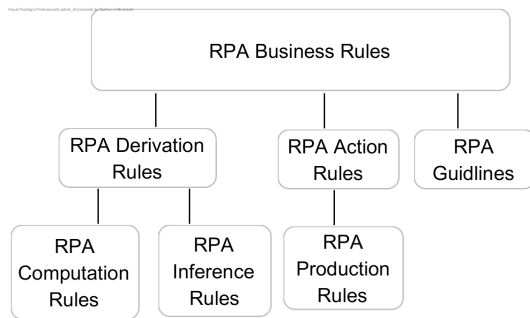 RPA Business Rules
RPA Derivation
Rules
RPA Action
Rules
RPA
Guidlines
RPA
Computation
Rules
RPA
Inference
Rules
RPA
Production
Rules